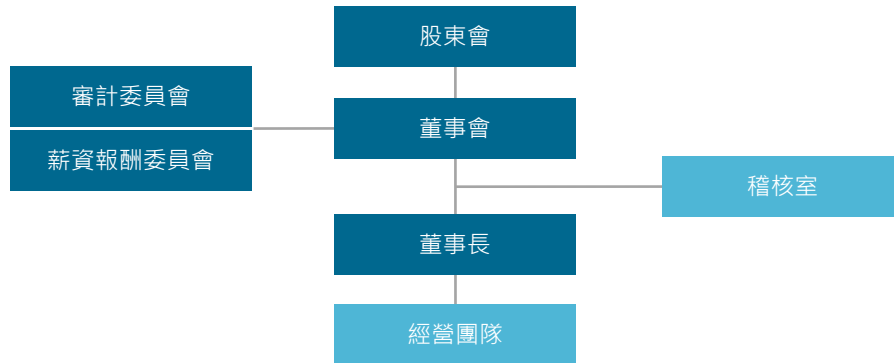 股東會
審計委員會
董事會
薪資報酬委員會
稽核室
董事長
經營團隊